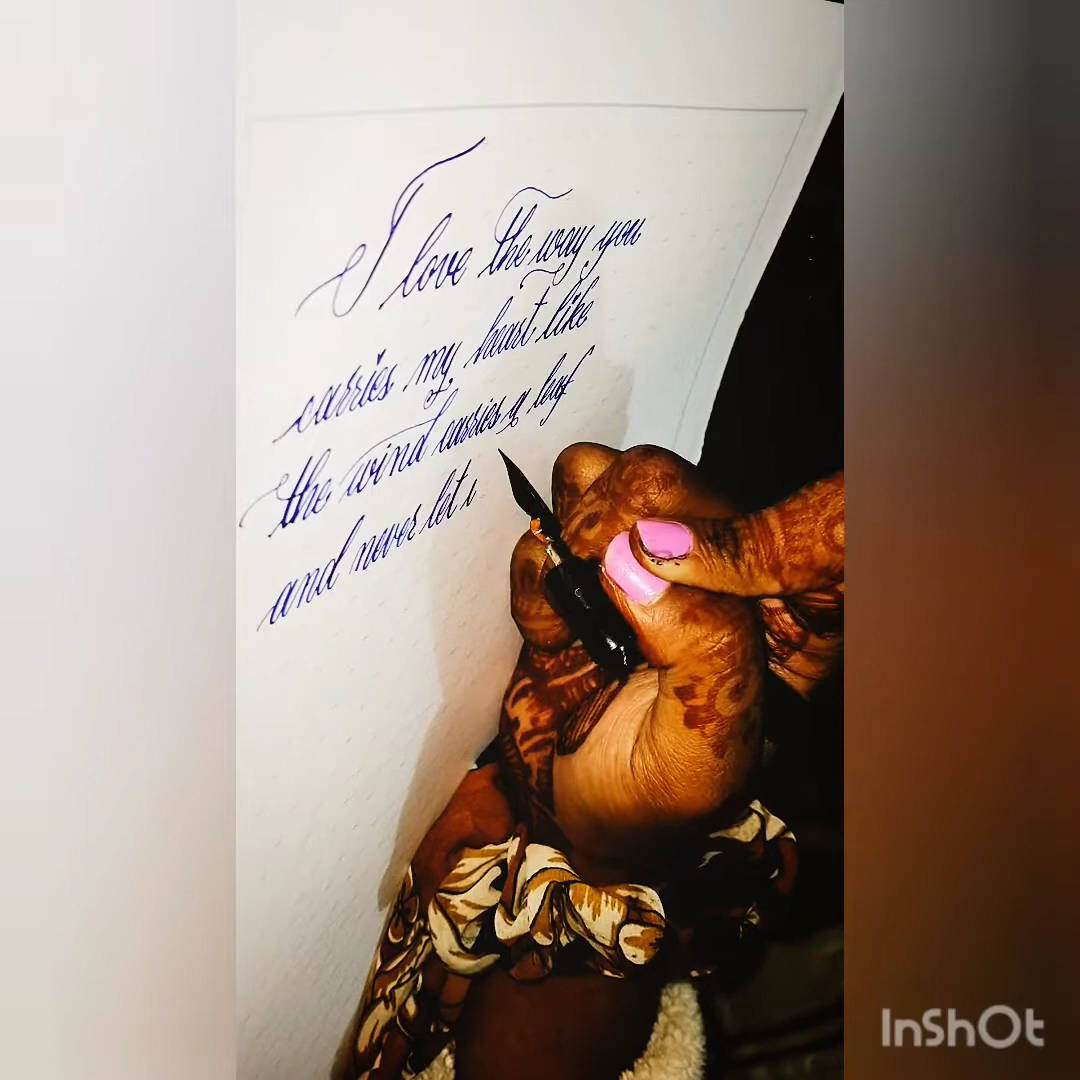 I love the way you
carries my heart like
the wind carries a leaf
and never let i
InShOt